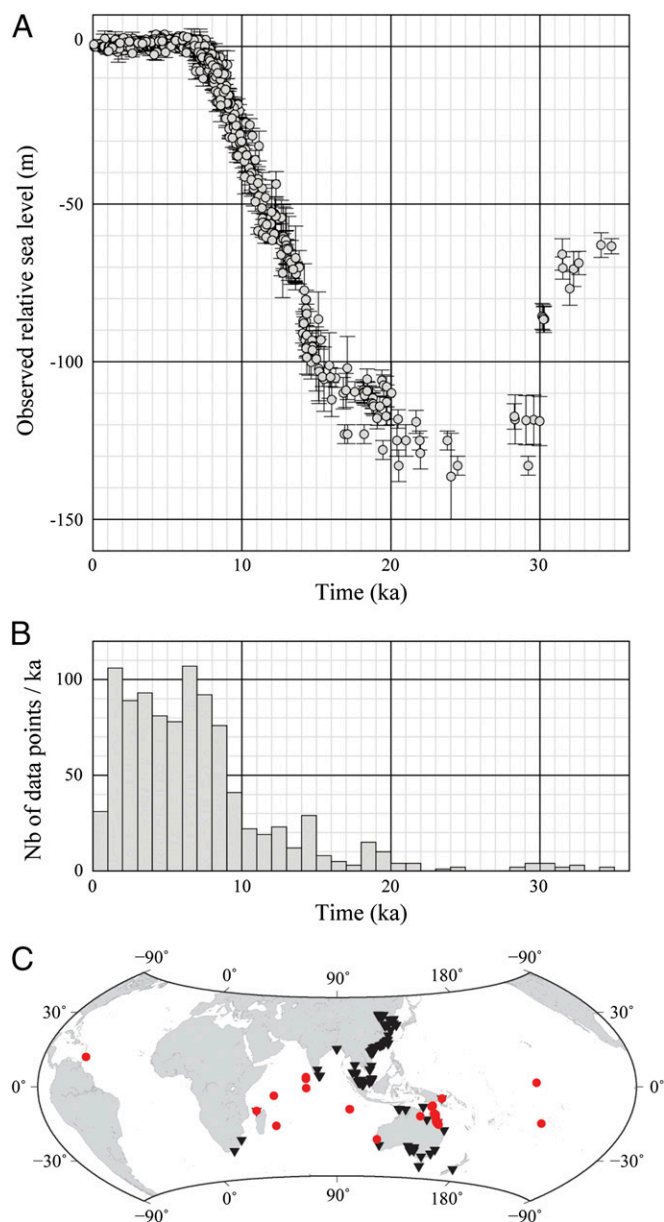 A
0
-50
-100
-150
Observed relative sea level (m)
0 10 20 30
Time (ka)
B
100
50
0
Nb of data points / ka
0 10 20 30
Time (ka)
C
−90˚ 0˚ 90˚ 180˚ −90˚
30˚ 30˚
0˚ 0˚
−30˚ −30˚
−90˚ 0˚ 90˚ 180˚ −90˚